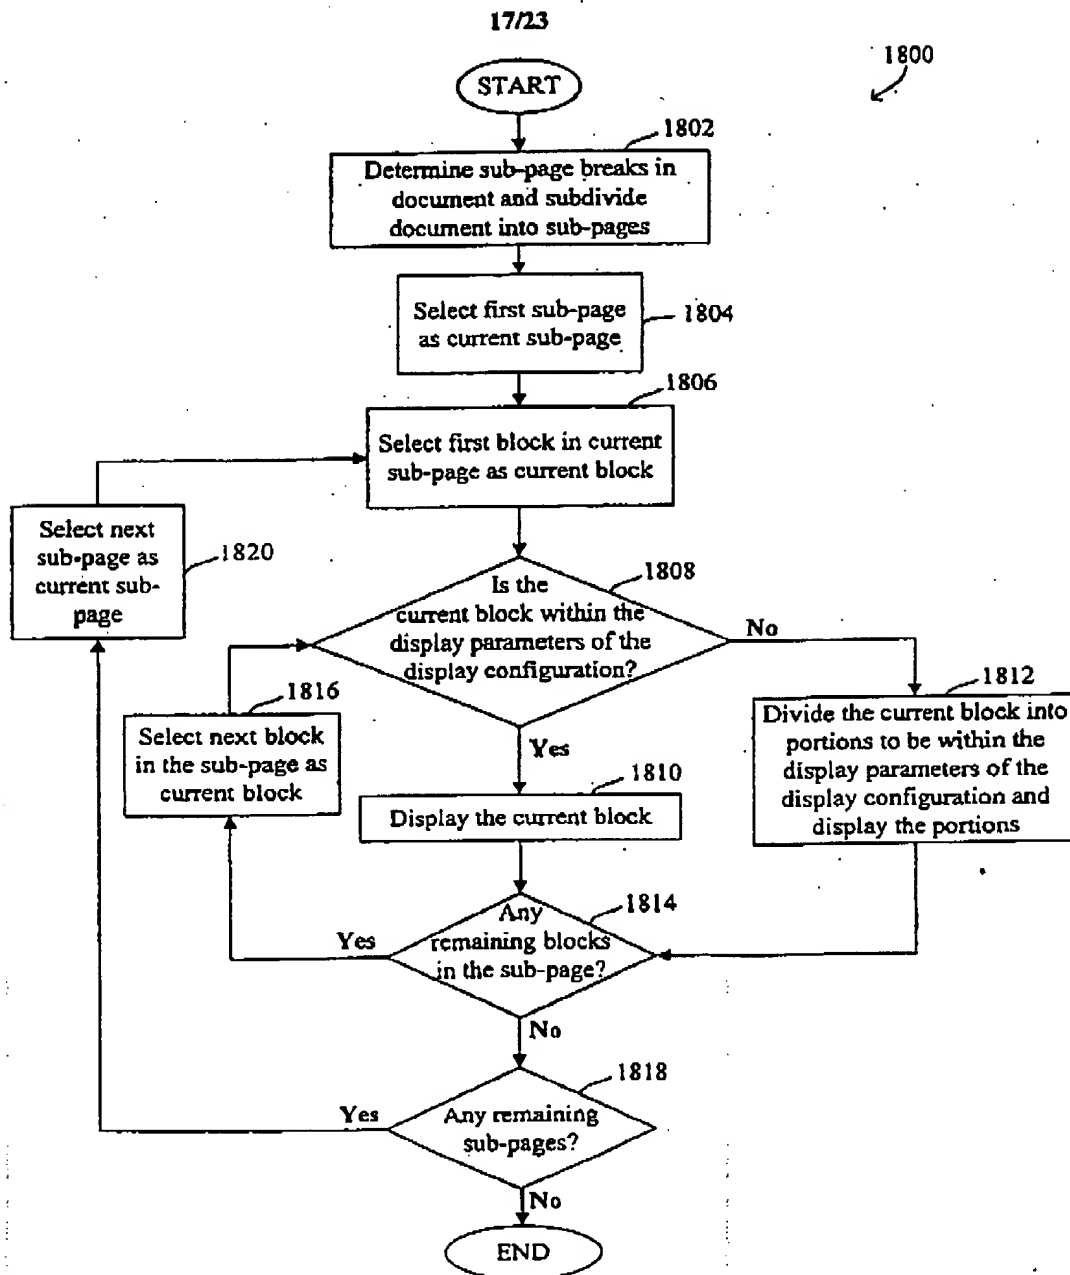 17/23
1800
START
1802
Determine sub-page breaks in
document and subdivide
document into sub-pages
Select first sub-page
as current sub-page
1804
1806
Select first block in current
sub-page as current block
Select next
sub-page as
current sub-
page
1820
1808
Is the
current block within the
display parameters of the
display configuration?
No
1816
Select next block
in the sub-page as
current block
1812
Divide the current block into
portions to be within the
display parameters of the
display configuration and
display the portions
Yes
1810
Display the current block
1814
Any
remaining blocks
in the sub-page?
Yes
No
1818
Any remaining
sub-pages?
Yes
No
END